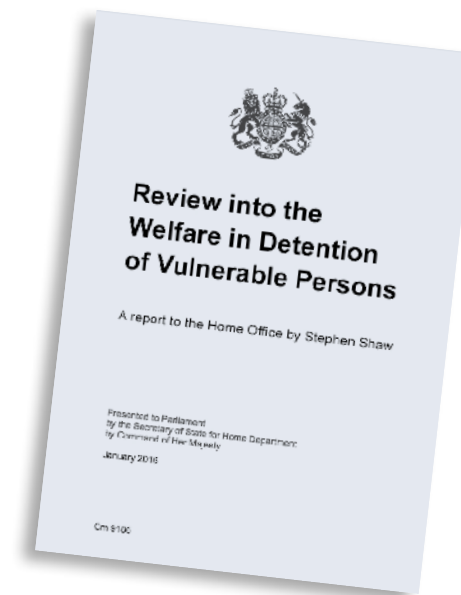 Review into the
Welfare in Detention
of Vulnerable Persons
A report to the Home Office by Stephen Shaw
Presented to Parliament
by the Secretary of State for Home Department
by Command of Her Majesty
January 2016
Cm 9186